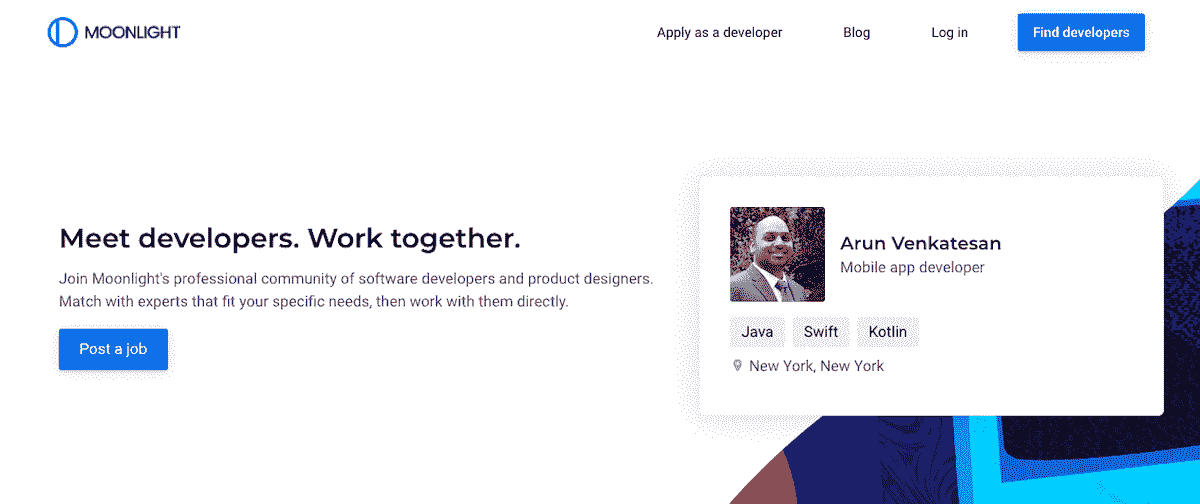 MOONLIGHT
Apply as a developer
Blog
Log in
Find developers
Meet developers. Work together.
Join Moonlight's professional community of software developers and product designers.
Match with experts that fit your specific needs, then work with them directly.
Post a job
Arun Venkatesan
Mobile app developer
Java
Swift
Kotlin
New York, New York